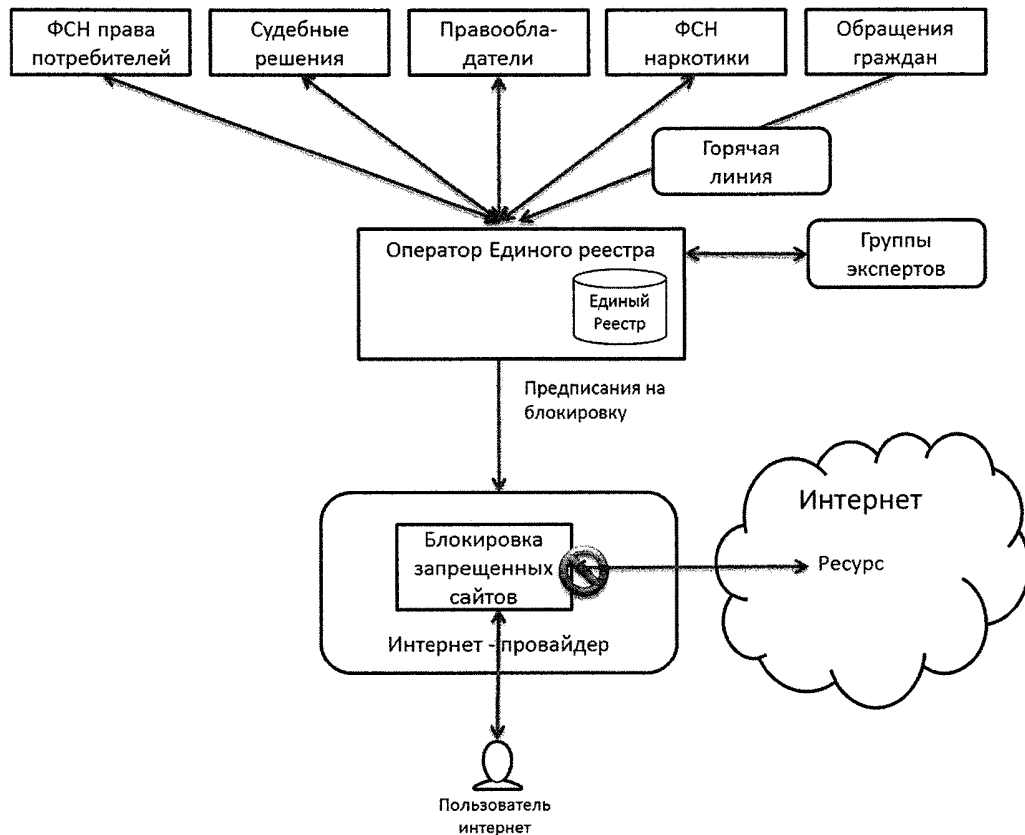 ФСН права
потребителей
Судебные
решения
Правообла-
датели
ФСН
наркотики
Обращения
граждан
Горячая
линия
Оператор Единого реестра
Группы
экспертов
Единый
Реестр
Предписания на
блокировку
Интернет
Блокировка
запрещенных
сайтов
Ресурс
Интернет - провайдер
Пользователь
интернет